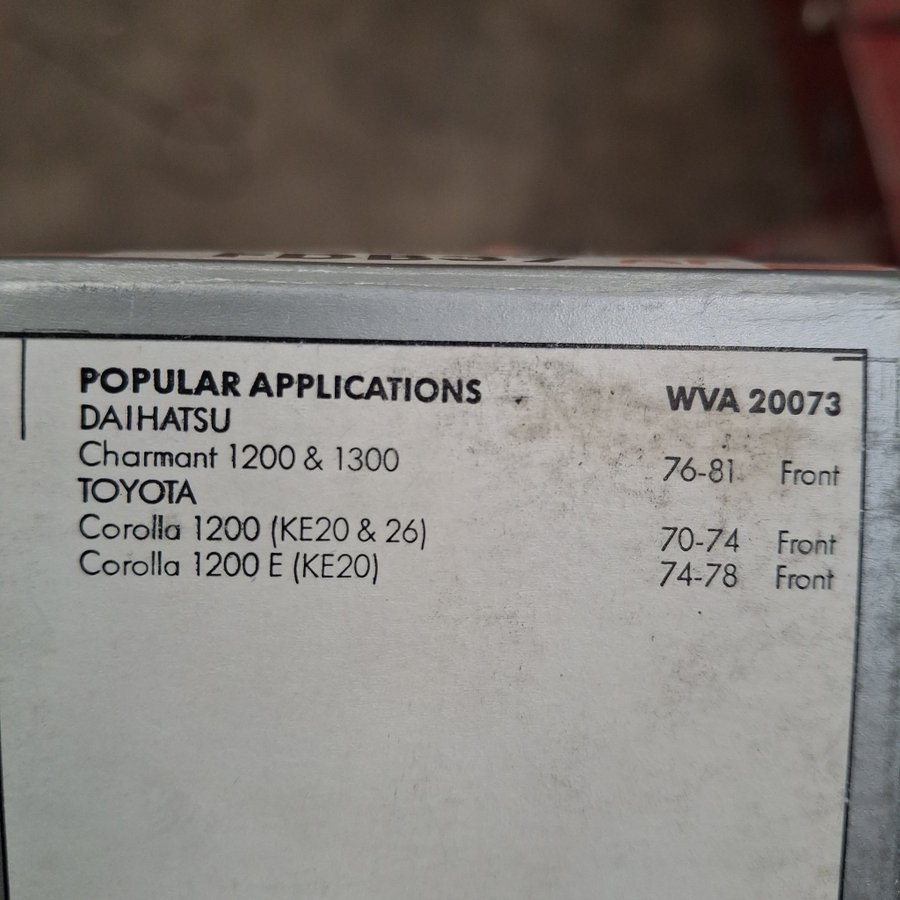 POPULAR APPLICATIONS WVA 20073
DAIHATSU
Charmant 1200 & 1300 76-81 Front
TOYOTA
Corolla 1200 (KE20 & 26) 70-74 Front
Corolla 1200 E (KE20) 74-78 Front